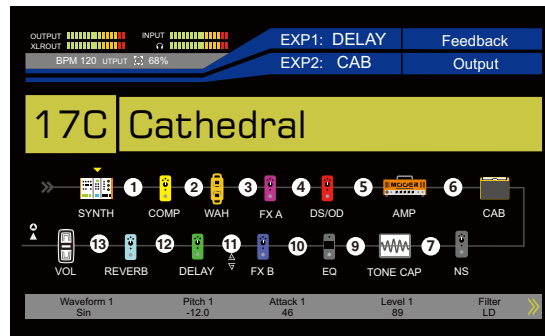 OUTPUT INPUT
XLROUT
BPM 120 UTPUT 68%
EXP1: DELAY Feedback
EXP2: CAB Output
17C Cathedral
1 2 3 4 5 6
MOOER
SYNTH COMP WAH FX A DS/OD AMP CAB
13 12 11 10 9 7
VOL REVERB DELAY FX B EQ TONE CAP NS
Waveform 1 Pitch 1 Attack 1 Level 1 Filter
Sin -12.0 46 89 LD